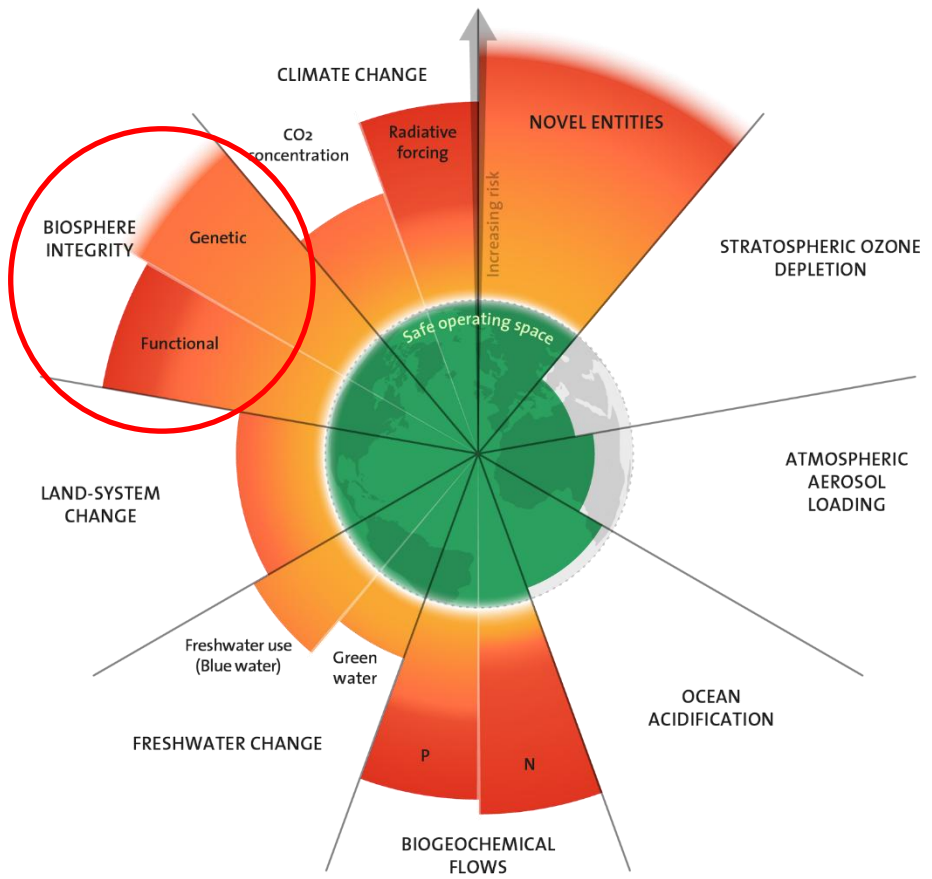 CLIMATE CHANGE
CO2
concentration
Radiative
forcing
NOVEL ENTITIES
Increasing risk
BIOSPHERE
INTEGRITY
Genetic
Functional
STRATOSPHERIC OZONE
DEPLETION
Safe operating space
ATMOSPHERIC
AEROSOL
LOADING
LAND-SYSTEM
CHANGE
Freshwater use
(Blue water)
Green
water
FRESHWATER CHANGE
OCEAN
ACIDIFICATION
P
N
BIOGEOCHEMICAL
FLOWS